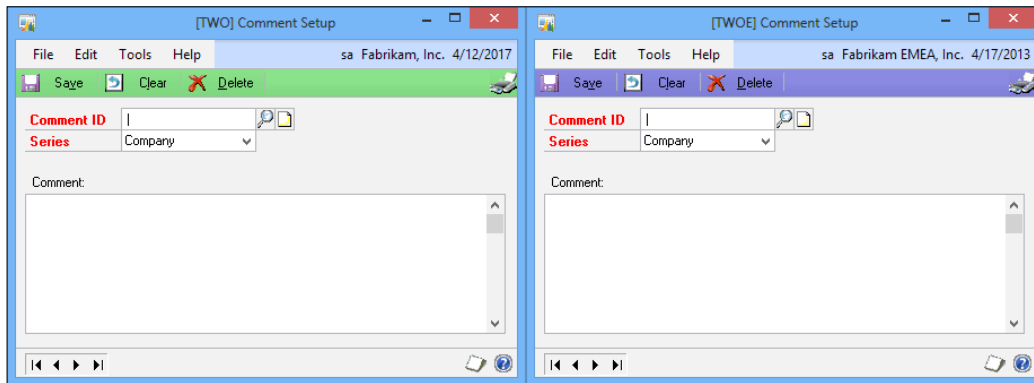 [TWO] Comment Setup
File Edit Tools Help sa Fabrikam, Inc. 4/12/2017
Save Clear Delete
Comment ID
Series Company
Comment:
[TWOE] Comment Setup
File Edit Tools Help sa Fabrikam EMEA, Inc. 4/17/2013
Save Clear Delete
Comment ID
Series Company
Comment: